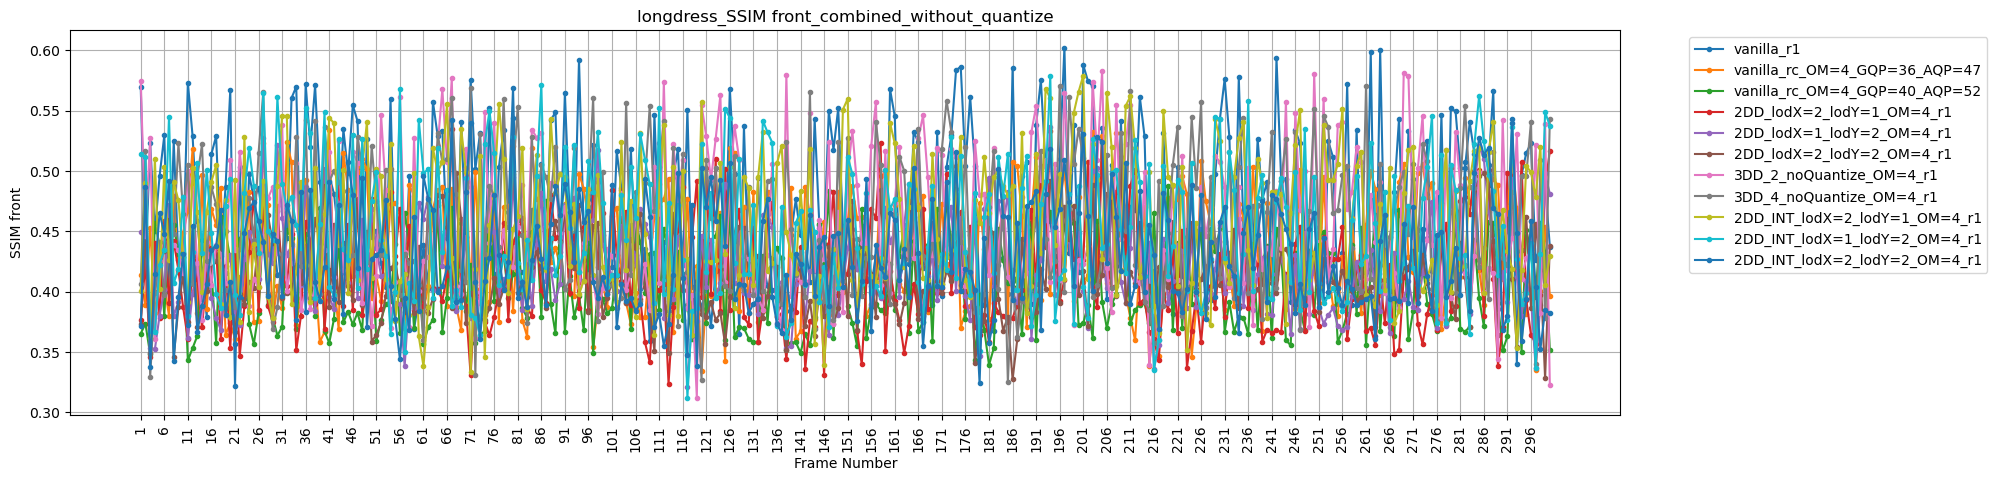 longdress_SSIM front_combined_without_quantize
SSIM front
0.60
0.55
0.50
0.45
0.40
0.35
0.30
1 6 11 16 21 26 31 36 41 46 51 56 61 66 71 76 81 86 91 96 101 106 111 116 121 126 131 136 141 146 151 156 161 166 171 176 181 186 191 196 201 206 211 216 221 226 231 236 241 246 251 256 261 266 271 276 281 286 291 296
Frame Number
vanilla_r1
vanilla_rc_OM=4_GQP=36_AQP=47
vanilla_rc_OM=4_GQP=40_AQP=52
2DD_lodX=2_lodY=1_OM=4_r1
2DD_lodX=1_lodY=2_OM=4_r1
2DD_lodX=2_lodY=2_OM=4_r1
3DD_2_noQuantize_OM=4_r1
3DD_4_noQuantize_OM=4_r1
2DD_INT_lodX=2_lodY=1_OM=4_r1
2DD_INT_lodX=1_lodY=2_OM=4_r1
2DD_INT_lodX=2_lodY=2_OM=4_r1